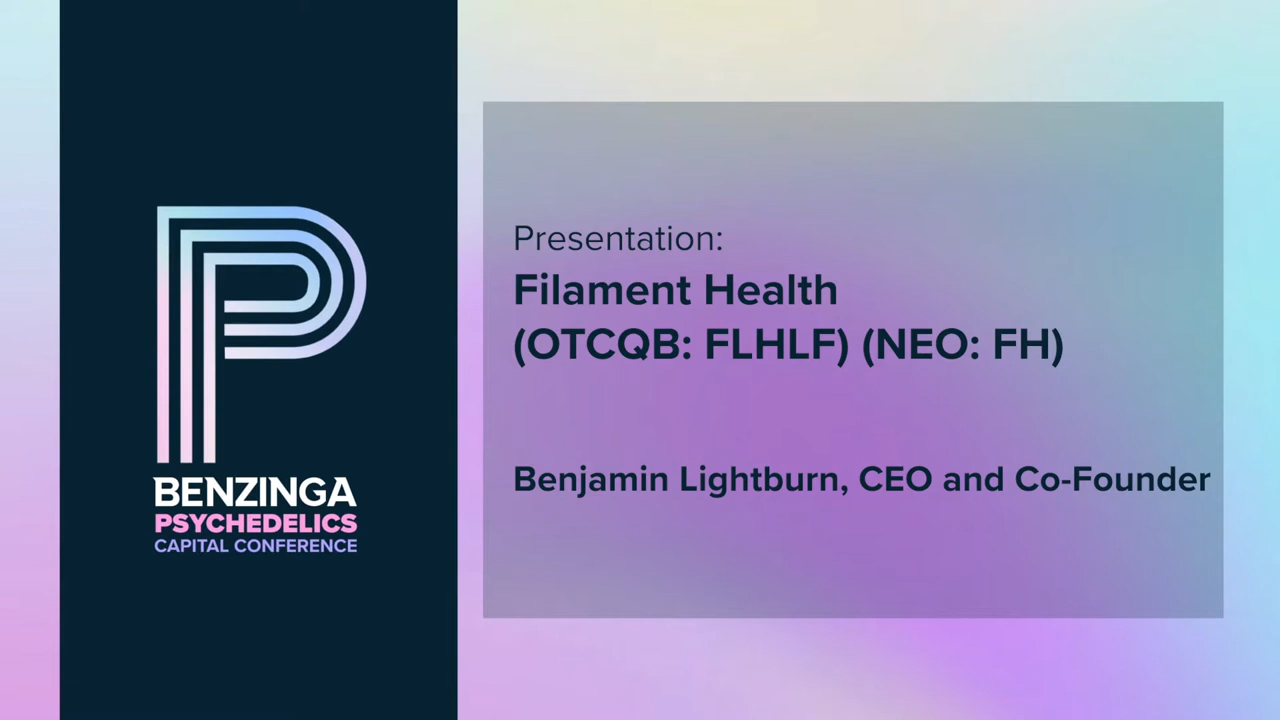 BENZINGA
PSYCHEDELICS
CAPITAL CONFERENCE
Presentation:
Filament Health
(OTCQB: FLHLF) (NEO: FH)
Benjamin Lightburn, CEO and Co-Founder